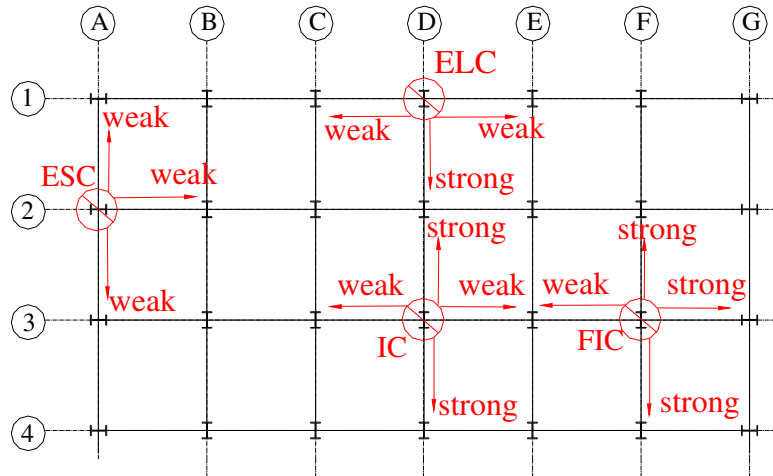 A B C D E F G
ELC
1
weak
weak weak
ESC
weak
strong
2
strong
strong
weak
weak weak
weak
strong
3
IC
FIC
strong
strong
4